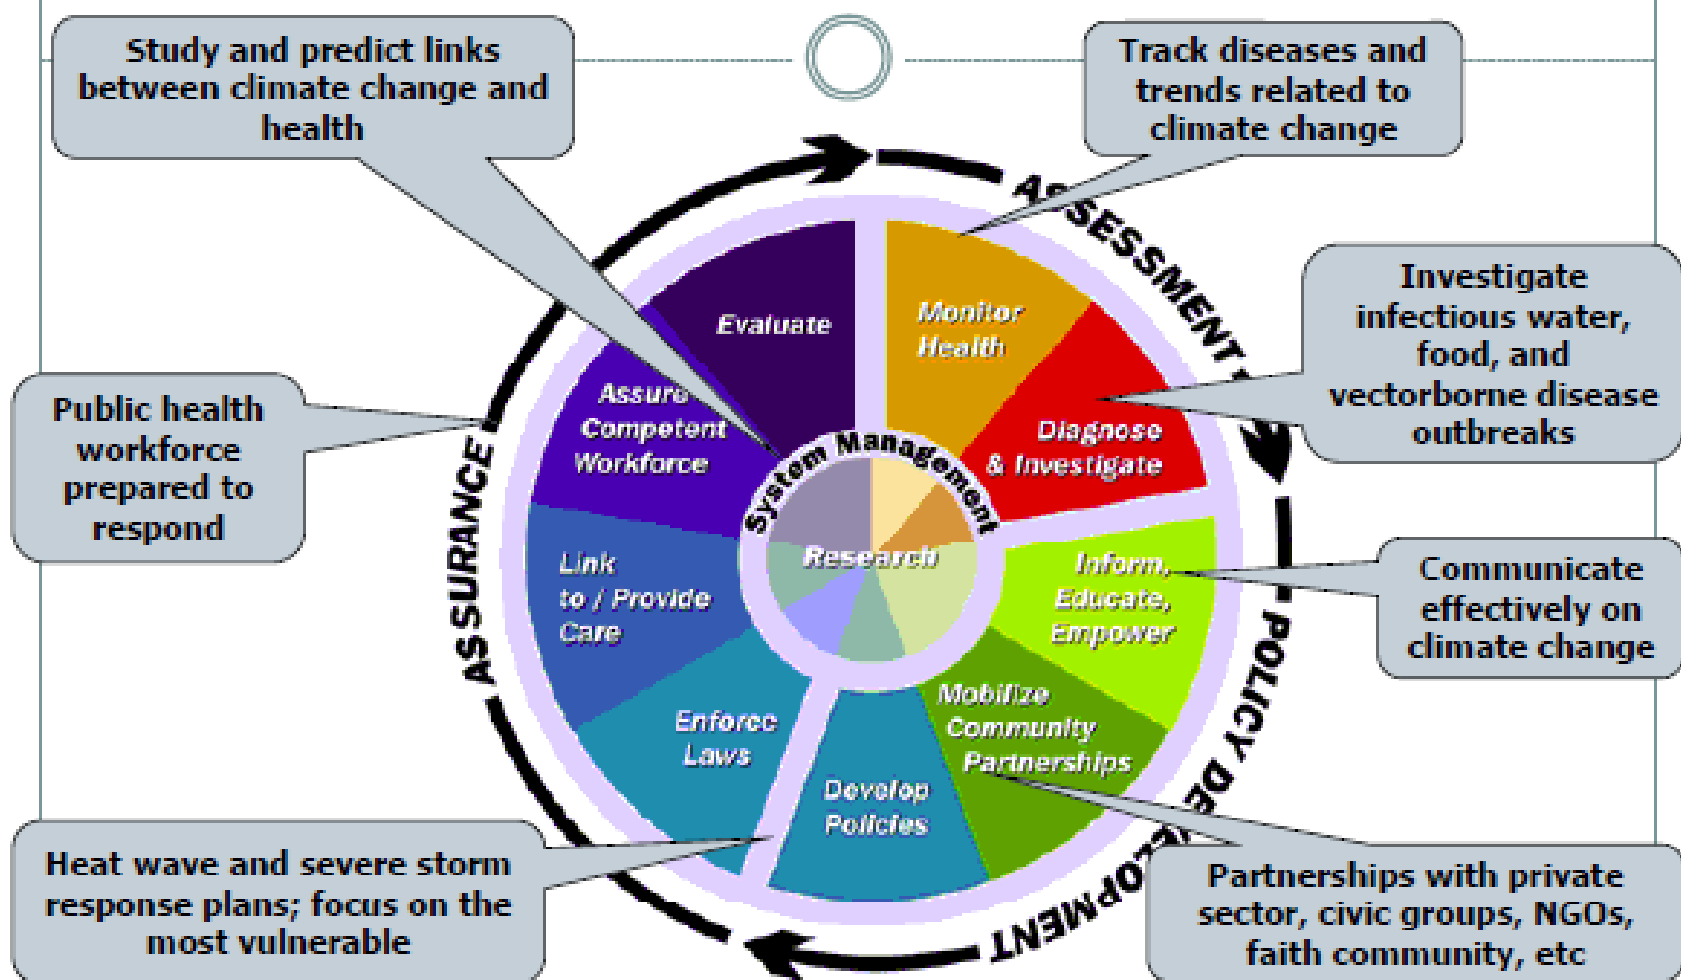 Study and predict links
between climate change and
health
Track diseases and
trends related to
climate change
ASSESSMENT
Investigate
infectious water,
food, and
vectorborne disease
outbreaks
Evaluate
Monitor
Health
Public health
workforce
prepared to
respond
Assure
Competent
Workforce
Diagnose
& Investigate
System Management
Research
ASSURANCE
Link
to / Provide
Care
Inform,
Educate,
Empower
Communicate
effectively on
climate change
POLICY DEVELOPMENT
Mobilize
Community
Partnerships
Enforce
Laws
Develop
Policies
Heat wave and severe storm
response plans; focus on the
most vulnerable
Partnerships with private
sector, civic groups, NGOs,
faith community, etc